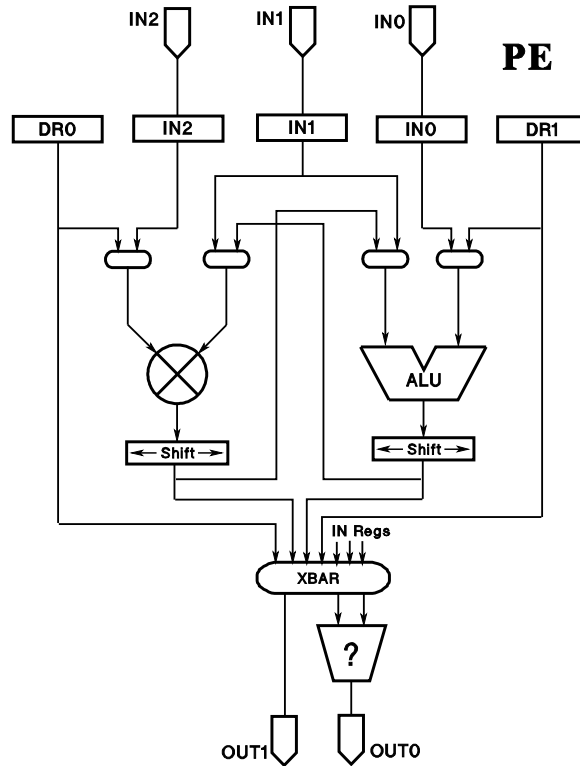 IN2
IN1
IN0
PE
DR0
IN2
IN1
IN0
DR1
ALU
Shift
Shift
IN Regs
XBAR
?
OUT1
OUT0